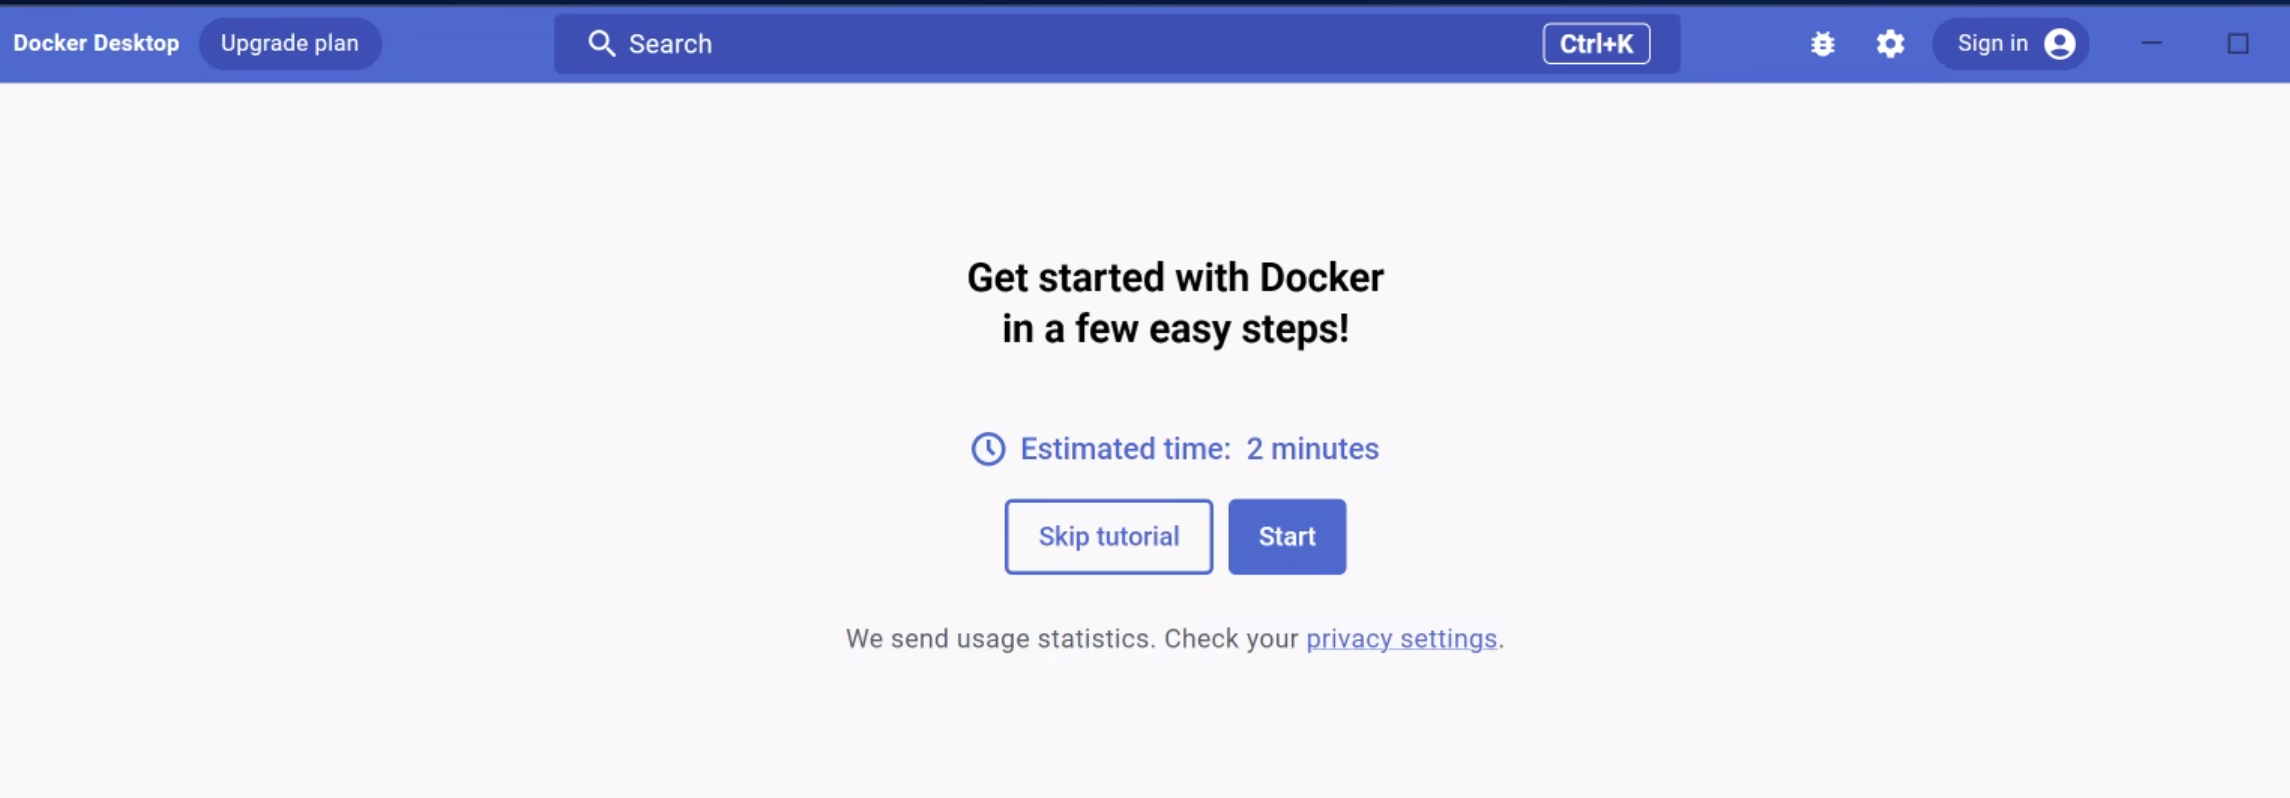 Docker Desktop Upgrade plan Search Ctrl+K Sign in
Get started with Docker
in a few easy steps!
Estimated time: 2 minutes
Skip tutorial Start
We send usage statistics. Check your privacy settings.